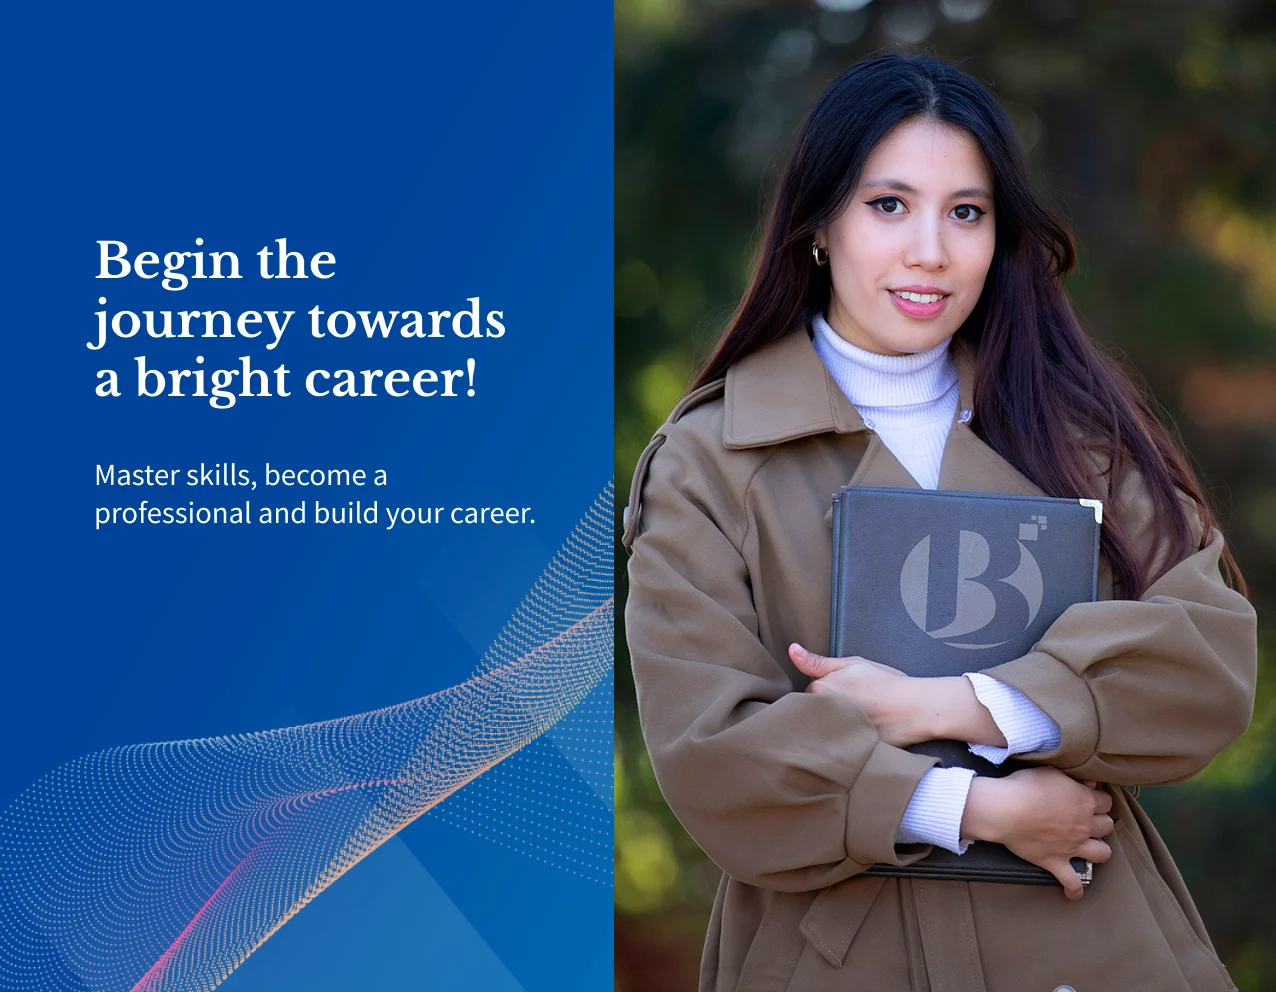 Begin the
journey towards
a bright career!
Master skills, become a
professional and build your career.
B